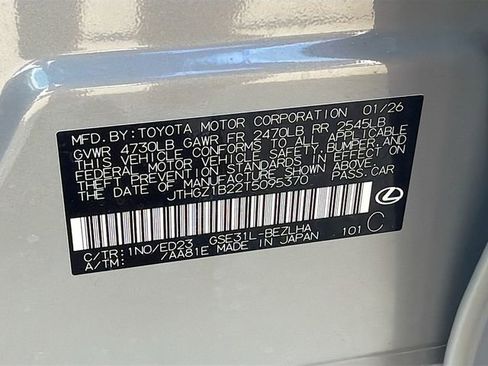 MFD.BY:TOYOTA MOTOR CORPORATION 01/26
GVWR 4730LB GAWR FR 2470LB RR 2545LB
THIS VEHICLE CONFORMS TO ALL APPLICABLE
FEDERAL MOTOR VEHICLE SAFETY,BUMPER,AND
THEFT PREVENTION STANDARDS IN EFFECT ON
THE DATE OF MANUFACTURE SHOWN ABOVE.
JTHGZ1B22T5095370 PASS.CAR
C/TR:1N0/ED23 GSE31L-BEZLHA
A/TM: /AA81E MADE IN JAPAN 101 C